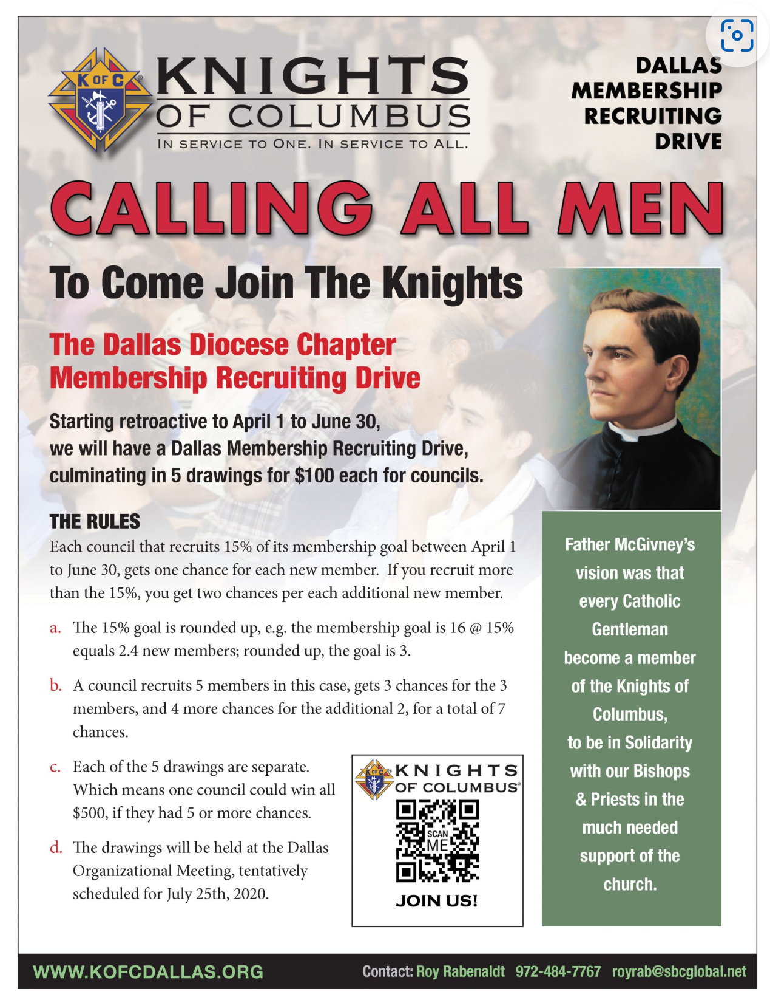 K OF C ®
KNIGHTS
OF COLUMBUS
IN SERVICE TO ONE. IN SERVICE TO ALL.
DALLAS
MEMBERSHIP
RECRUITING
DRIVE
CALLING ALL MEN
To Come Join The Knights
The Dallas Diocese Chapter
Membership Recruiting Drive
Starting retroactive to April 1 to June 30,
we will have a Dallas Membership Recruiting Drive,
culminating in 5 drawings for $100 each for councils.
THE RULES
Each council that recruits 15% of its membership goal between April 1
to June 30, gets one chance for each new member. If you recruit more
than the 15%, you get two chances per each additional new member.
a. The 15% goal is rounded up, e.g. the membership goal is 16 @ 15%
equals 2.4 new members; rounded up, the goal is 3.
b. A council recruits 5 members in this case, gets 3 chances for the 3
members, and 4 more chances for the additional 2, for a total of 7
chances.
c. Each of the 5 drawings are separate.
Which means one council could win all
$500, if they had 5 or more chances.
d. The drawings will be held at the Dallas
Organizational Meeting, tentatively
scheduled for July 25th, 2020.
K OF C ®
KNIGHTS
OF COLUMBUS®
SCAN
ME
JOIN US!
Father McGivney's
vision was that
every Catholic
Gentleman
become a member
of the Knights of
Columbus,
to be in Solidarity
with our Bishops
& Priests in the
much needed
support of the
church.
WWW.KOFCDALLAS.ORG
Contact: Roy Rabenaldt 972-484-7767 royrab@sbcglobal.net